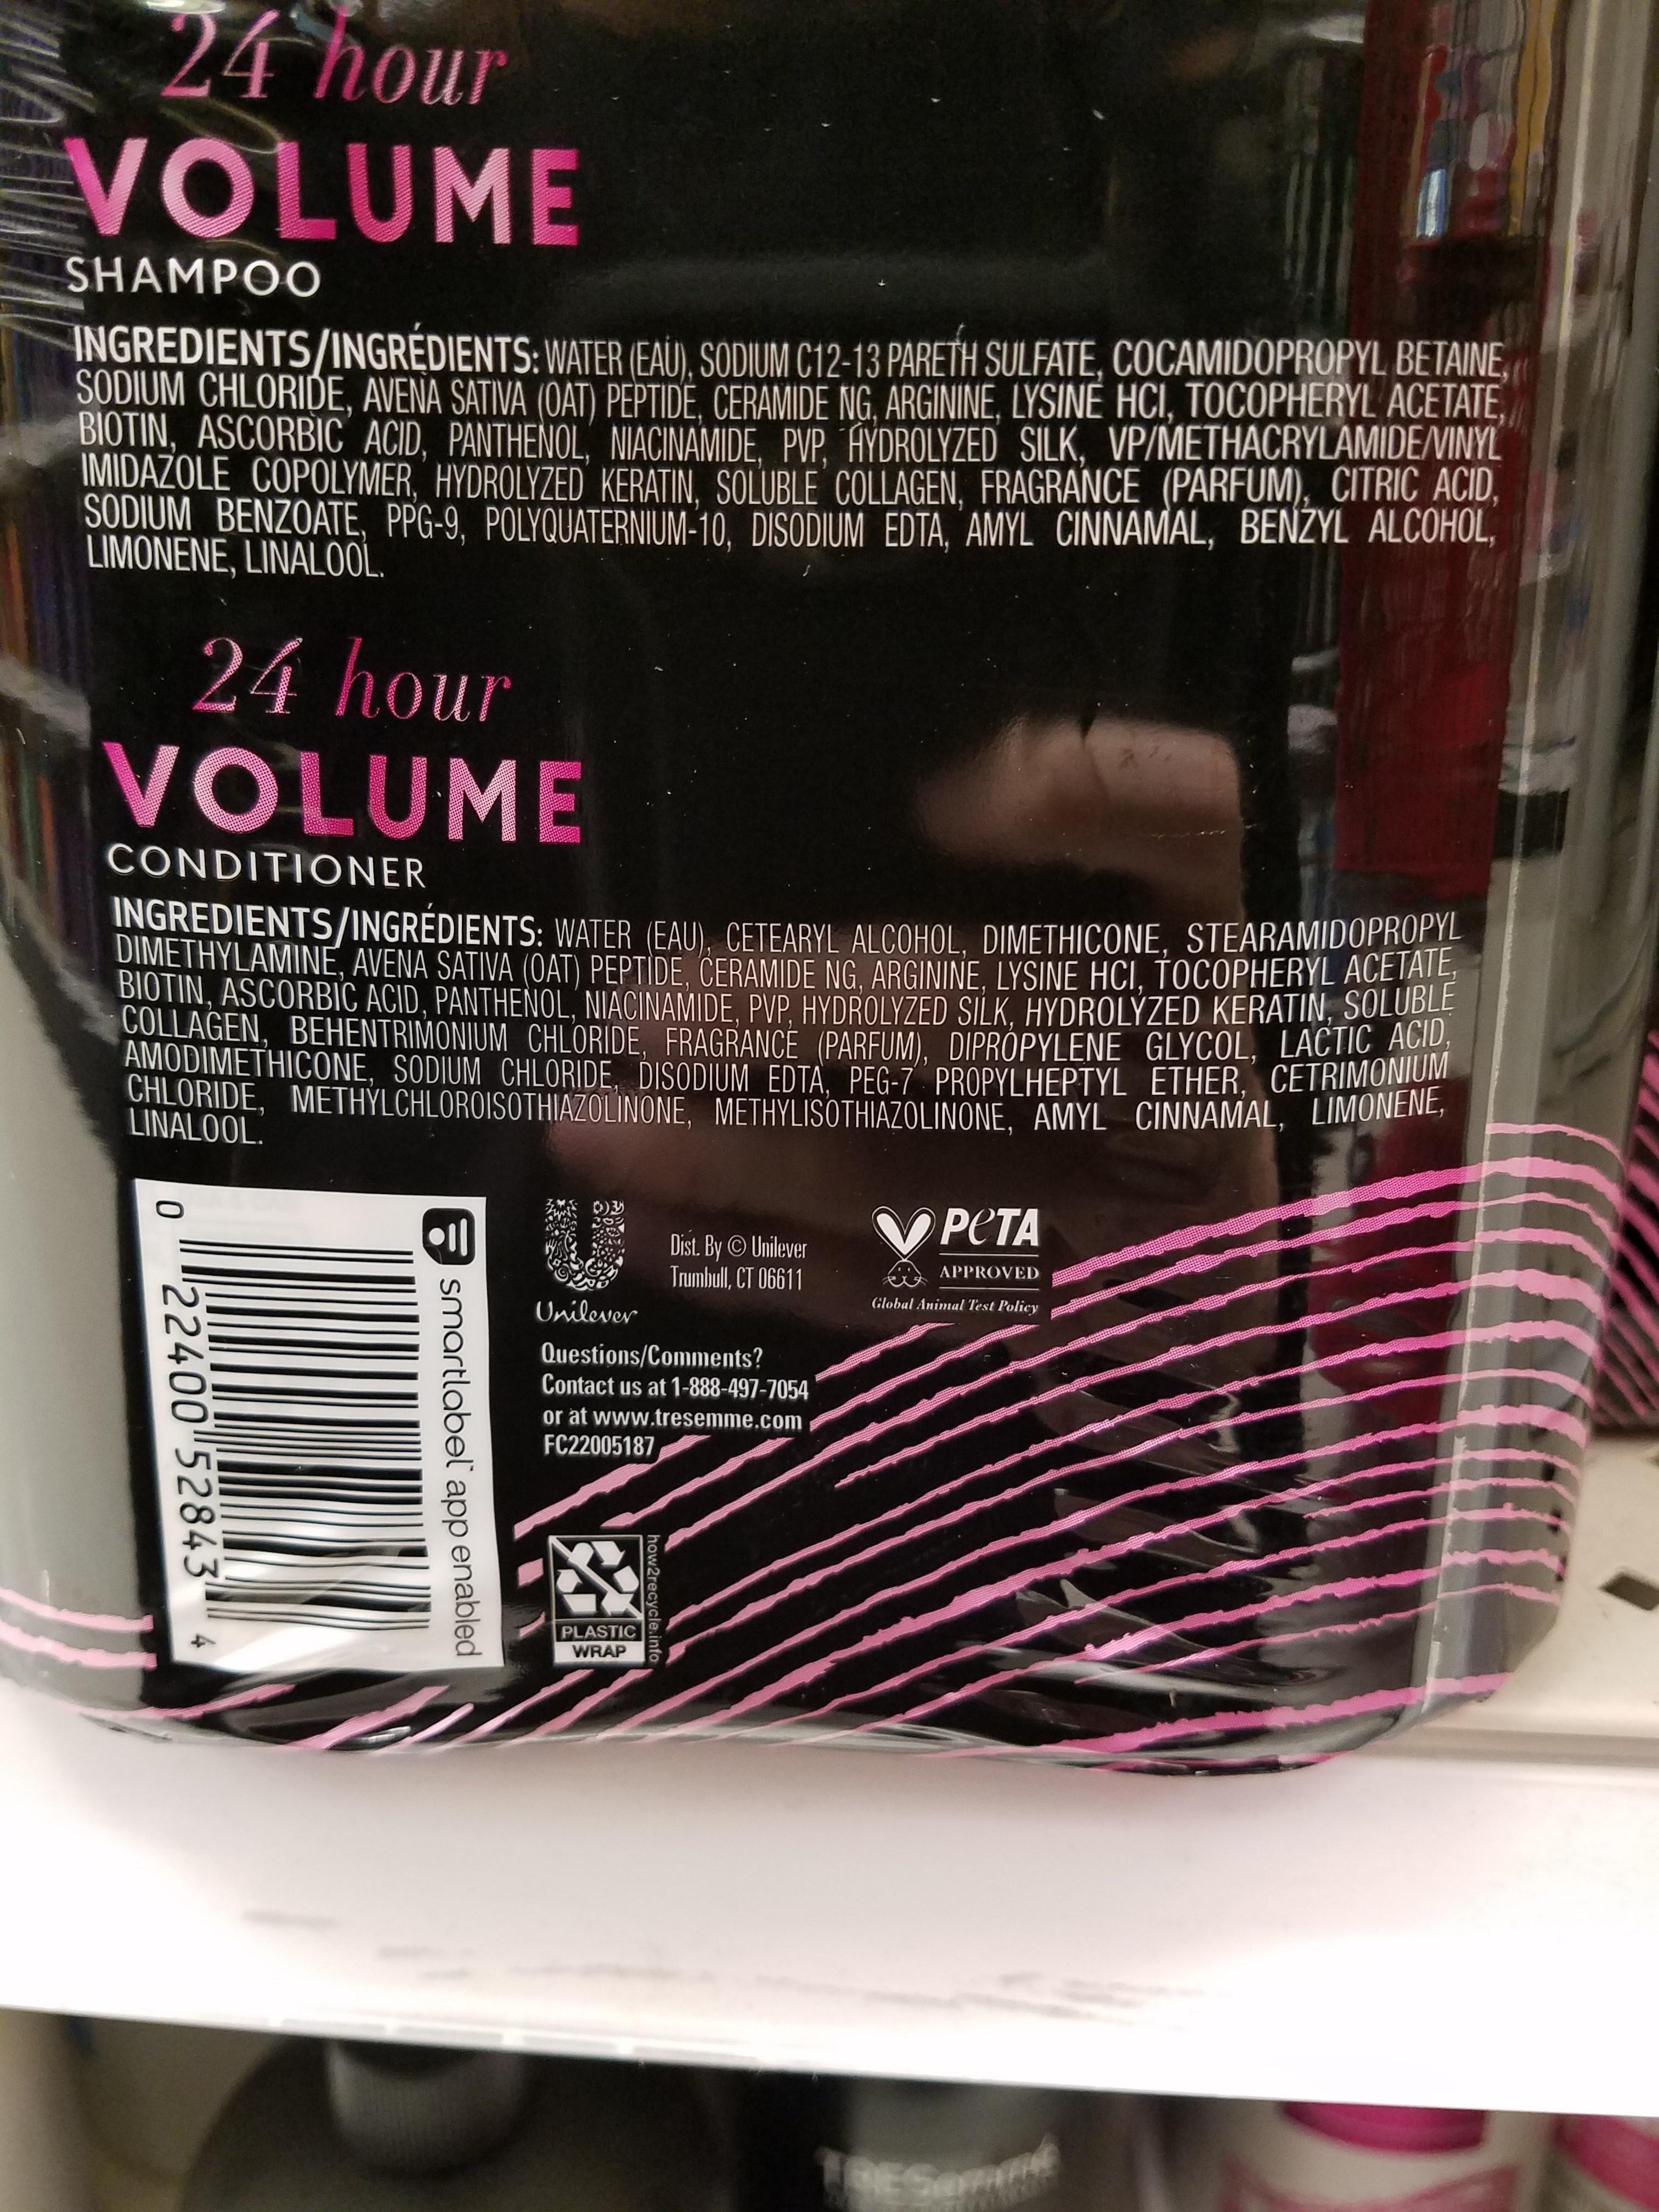 24 hour
VOLUME
SHAMPOO
INGREDIENTS/INGRÉDIENTS: WATER (EAU), SODIUM C12-13 PARETH SULFATE, COCAMIDOPROPYL BETAINE,
SODIUM CHLORIDE, AVENA SATIVA (OAT) PEPTIDE, CERAMIDE NG, ARGININE, LYSINE HCI, TOCOPHERYL ACETATE,
BIOTIN, ASCORBIC ACID, PANTHENOL, NIACINAMIDE, PVP, HYDROLYZED SILK, VP/METHACRYLAMIDE/VINYL
IMIDAZOLE COPOLYMER, HYDROLYZED KERATIN, SOLUBLE COLLAGEN, FRAGRANCE (PARFUM), CITRIC ACID,
SODIUM BENZOATE, PPG-9, POLYQUATERNIUM-10, DISODIUM EDTA, AMYL CINNAMAL, BENZYL ALCOHOL,
LIMONENE, LINALOOL.
24 hour
VOLUME
CONDITIONER
INGREDIENTS/INGRÉDIENTS: WATER (EAU), CETEARYL ALCOHOL, DIMETHICONE, STEARAMIDOPROPYL
DIMETHYLAMINE, AVENA SATIVA (OAT) PEPTIDE, CERAMIDE NG, ARGININE, LYSINE HCI, TOCOPHERYL ACETATE,
BIOTIN, ASCORBIC ACID, PANTHENOL, NIACINAMIDE, PVP, HYDROLYZED SILK, HYDROLYZED KERATIN, SOLUBLE
COLLAGEN, BEHENTRIMONIUM CHLORIDE, FRAGRANCE (PARFUM), DIPROPYLENE GLYCOL, LACTIC ACID,
AMODIMETHICONE, SODIUM CHLORIDE, DISODIUM EDTA, PEG-7 PROPYLHEPTYL ETHER, CETRIMONIUM
CHLORIDE, METHYLCHLOROISOTHIAZOLINONE, METHYLISOTHIAZOLINONE, AMYL CINNAMAL, LIMONENE,
LINALOOL.
0 22400 52843 4
smartlabel™ app enabled
Unilever
Dist. By © Unilever
Trumbull, CT 06611
PETA
APPROVED
Global Animal Test Policy
Questions/Comments?
Contact us at 1-888-497-7054
or at www.tresemme.com
FC22005187
PLASTIC
WRAP
how2recycle.info
TRESemmé